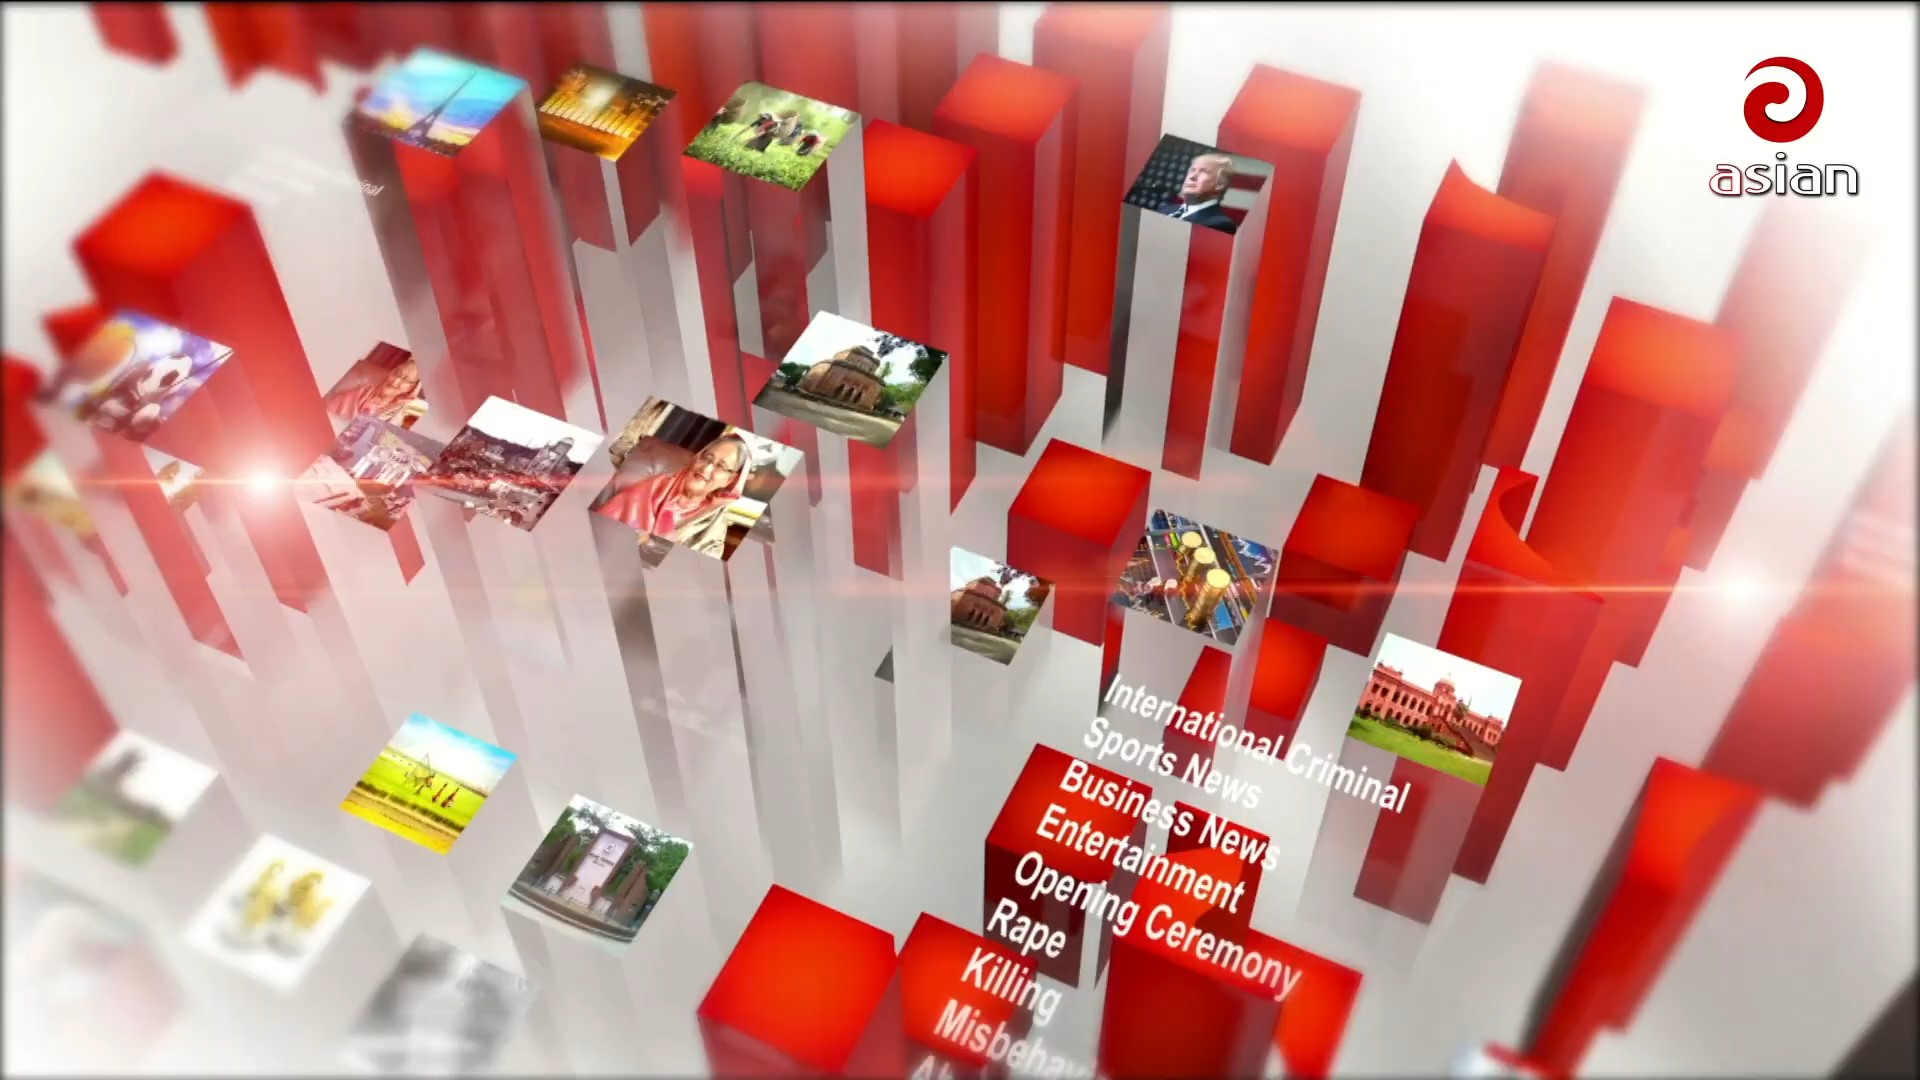 asian
International Criminal
Sports News
Business News
Entertainment
Opening Ceremony
Rape
Killing